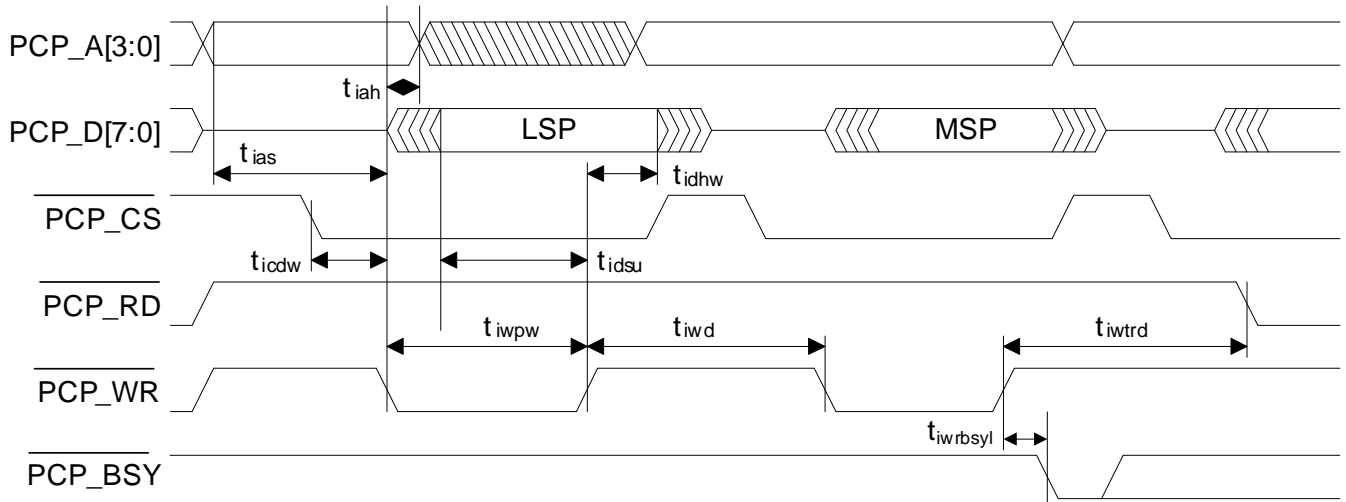 PCP_A[3:0]
t iah
PCP_D[7:0]
LSP
MSP
t ias
t idhw
PCP_CS
t icdw
t idsu
PCP_RD
t iwpw
t iwd
t iwtrd
PCP_WR
t iwrbsyl
PCP_BSY